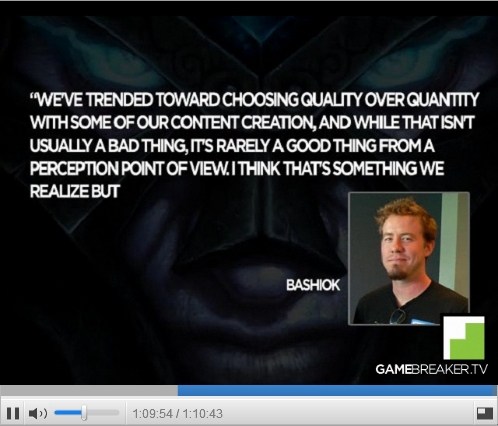 “WE'VE TRENDED TOWARD CHOOSING QUALITY OVER QUANTITY
WITH SOME OF OUR CONTENT CREATION, AND WHILE THAT ISN'T
USUALLY A BAD THING, IT'S RARELY A GOOD THING FROM A
PERCEPTION POINT OF VIEW. I THINK THAT'S SOMETHING WE
REALIZE BUT
BASHIOK
GAMEBREAKER.TV
1:09:54 / 1:10:43